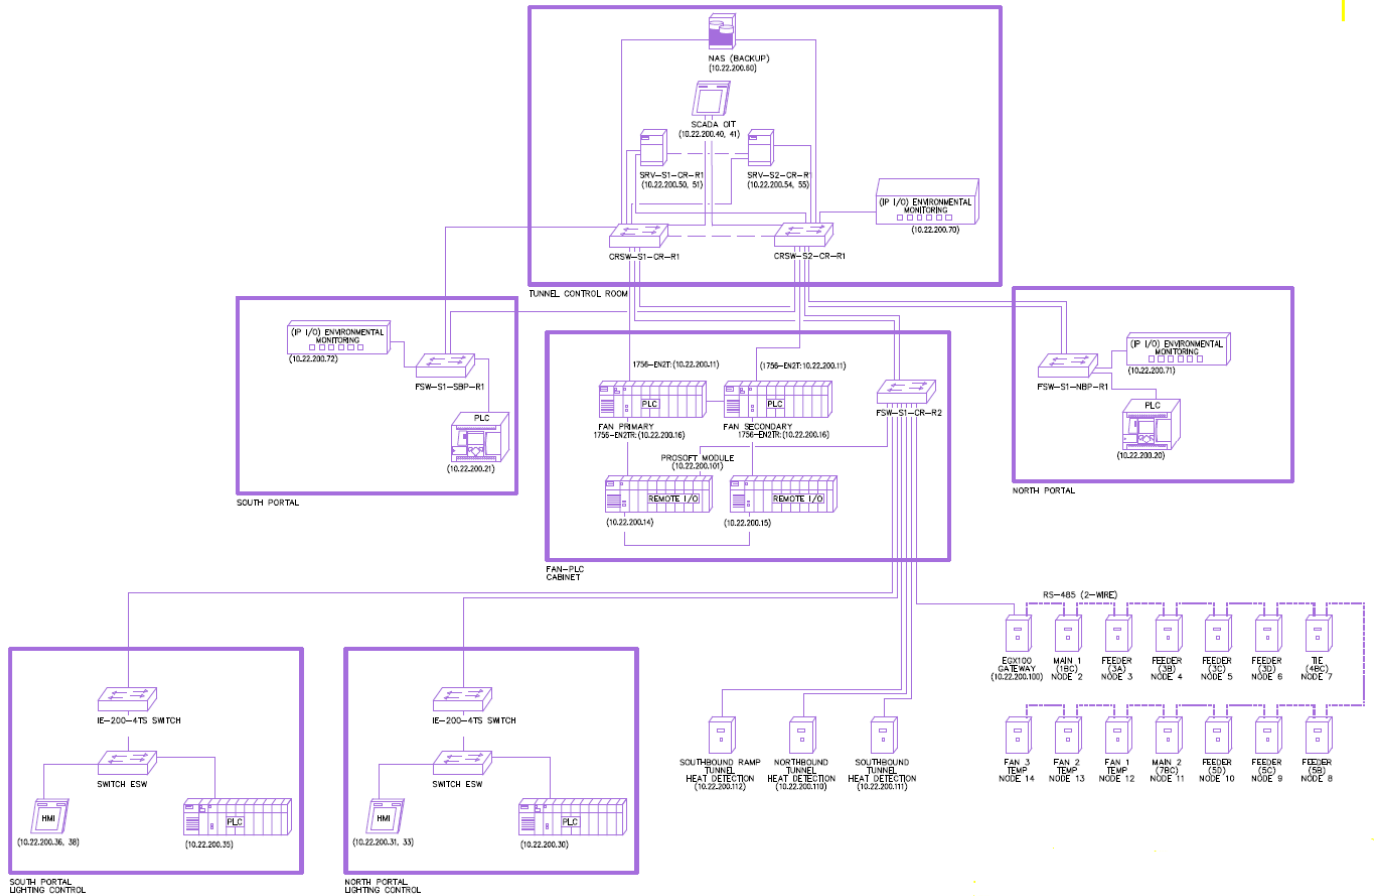 NAS (BACKUP)
(10.22.200.60)
SCADA OIT
(10.22.200.40, 41)
SRV-S1-CR-R1
(10.22.200.50, 51)
SRV-S2-CR-R1
(10.22.200.54, 55)
(IP I/O) ENVIRONMENTAL
MONITORING
(10.22.200.70)
CRSW-S1-CR-R1
CRSW-S2-CR-R1
TUNNEL CONTROL ROOM
(IP I/O) ENVIRONMENTAL
MONITORING
(10.22.200.72)
FSW-S1-SBP-R1
PLC
(10.22.200.21)
SOUTH PORTAL
1756-EN2T:(10.22.200.11)
(1756-EN2T:10.22.200.11)
PLC
PLC
FAN PRIMARY
1756-EN2TR:(10.22.200.16)
FAN SECONDARY
1756-EN2TR:(10.22.200.16)
FSW-S1-CR-R2
PROSOFT MODULE
(10.22.200.101)
REMOTE I/O
REMOTE I/O
(10.22.200.14)
(10.22.200.15)
FAN-PLC
CABINET
(IP I/O) ENVIRONMENTAL
MONITORING
(10.22.200.71)
FSW-S1-NBP-R1
PLC
(10.22.200.20)
NORTH PORTAL
RS-485 (2-WIRE)
EGX100
GATEWAY
(10.22.200.100)
MAIN 1
(1BC)
NODE 2
FEEDER
(3A)
NODE 3
FEEDER
(3B)
NODE 4
FEEDER
(3C)
NODE 5
FEEDER
(3D)
NODE 6
TIE
(4BC)
NODE 7
FAN 3
TEMP
NODE 14
FAN 2
TEMP
NODE 13
FAN 1
TEMP
NODE 12
MAIN 2
(7BC)
NODE 11
FEEDER
(5D)
NODE 10
FEEDER
(5C)
NODE 9
FEEDER
(5B)
NODE 8
SOUTHBOUND RAMP
TUNNEL
HEAT DETECTION
(10.22.200.112)
NORTHBOUND
TUNNEL
HEAT DETECTION
(10.22.200.110)
SOUTHBOUND
TUNNEL
HEAT DETECTION
(10.22.200.111)
IE-200-4TS SWITCH
SWITCH ESW
HMI
(10.22.200.36, 38)
PLC
(10.22.200.35)
SOUTH PORTAL
LIGHTING CONTROL
IE-200-4TS SWITCH
SWITCH ESW
HMI
(10.22.200.31, 33)
PLC
(10.22.200.30)
NORTH PORTAL
LIGHTING CONTROL